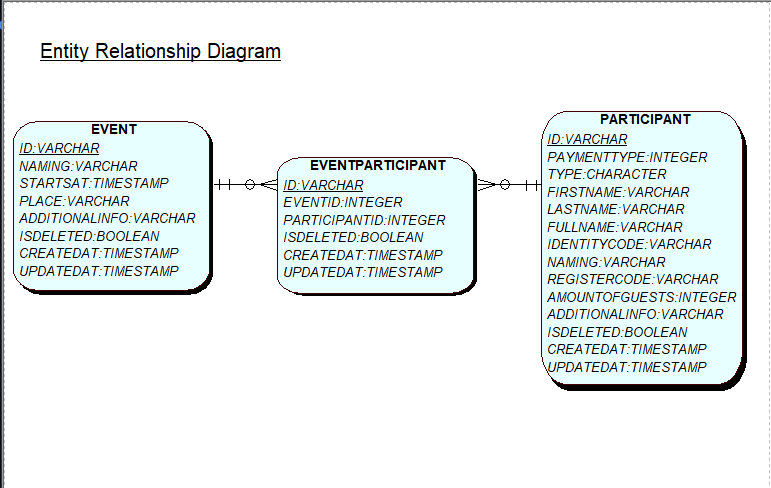 Entity Relationship Diagram
EVENT
ID:VARCHAR
NAMING:VARCHAR
STARTSAT:TIMESTAMP
PLACE:VARCHAR
ADDITIONALINFO:VARCHAR
ISDELETED:BOOLEAN
CREATEDAT:TIMESTAMP
UPDATEDAT:TIMESTAMP
EVENTPARTICIPANT
ID:VARCHAR
EVENTID:INTEGER
PARTICIPANTID:INTEGER
ISDELETED:BOOLEAN
CREATEDAT:TIMESTAMP
UPDATEDAT:TIMESTAMP
PARTICIPANT
ID:VARCHAR
PAYMENTTYPE:INTEGER
TYPE:CHARACTER
FIRSTNAME:VARCHAR
LASTNAME:VARCHAR
FULLNAME:VARCHAR
IDENTITYCODE:VARCHAR
NAMING:VARCHAR
REGISTERCODE:VARCHAR
AMOUNTOFGUESTS:INTEGER
ADDITIONALINFO:VARCHAR
ISDELETED:BOOLEAN
CREATEDAT:TIMESTAMP
UPDATEDAT:TIMESTAMP